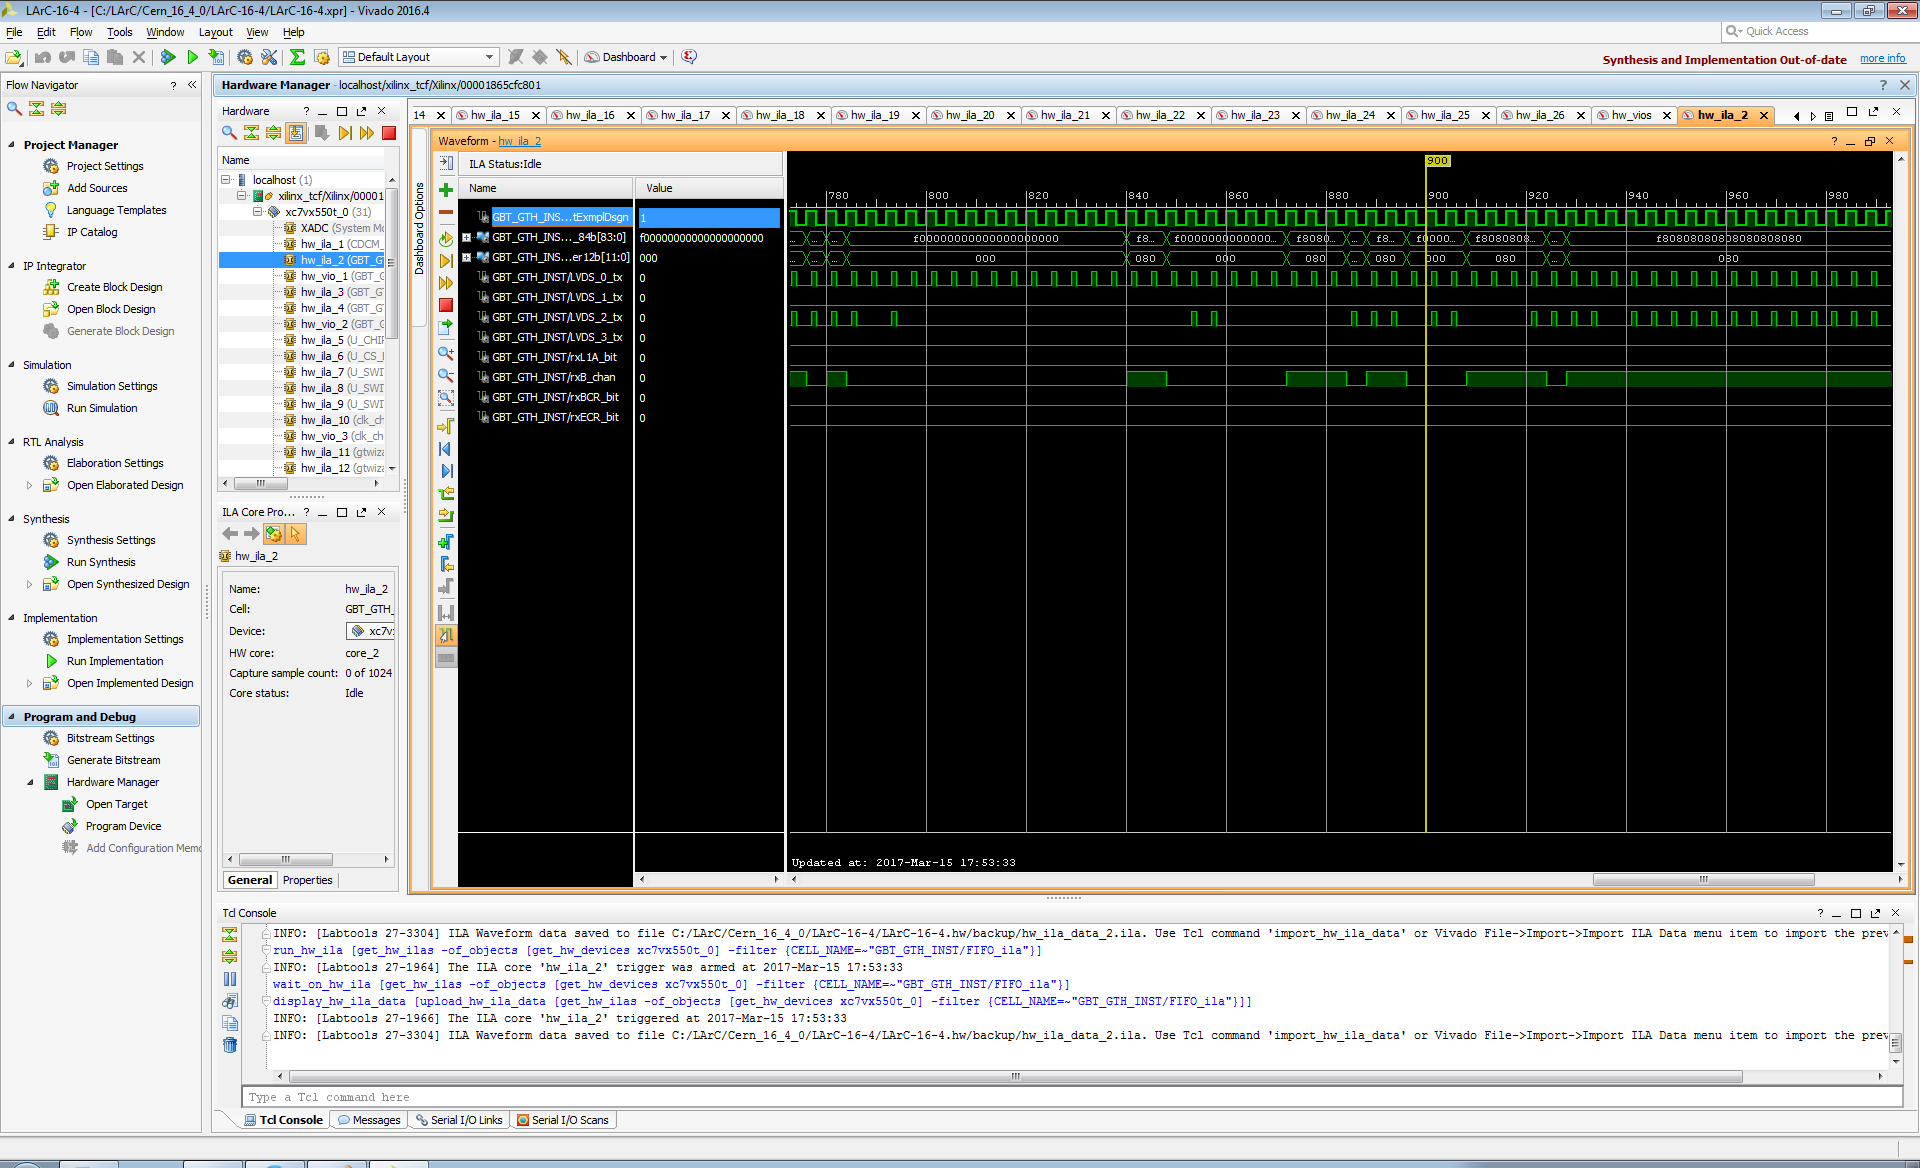 LArC-16-4 - [C:/LArC/Cern_16_4_0/LArC-16-4/LArC-16-4.xpr] - Vivado 2016.4
File Edit Flow Tools Window Layout View Help
Quick Access
Default Layout
Dashboard
Synthesis and Implementation Out-of-date more info
Flow Navigator
Project Manager
Project Settings
Add Sources
Language Templates
IP Catalog
IP Integrator
Create Block Design
Open Block Design
Generate Block Design
Simulation
Simulation Settings
Run Simulation
RTL Analysis
Elaboration Settings
Open Elaborated Design
Synthesis
Synthesis Settings
Run Synthesis
Open Synthesized Design
Implementation
Implementation Settings
Run Implementation
Open Implemented Design
Program and Debug
Bitstream Settings
Generate Bitstream
Hardware Manager
Open Target
Program Device
Add Configuration Memo
Hardware Manager - localhost/xilinx_tcf/Xilinx/00001865cfc801
Hardware
Name
localhost (1)
xilinx_tcf/Xilinx/00001
xc7vx550t_0 (31)
XADC (System Mo
hw_ila_1 (CDCM_
hw_ila_2 (GBT_G
hw_vio_1 (GBT_G
hw_ila_3 (GBT_G
hw_ila_4 (GBT_G
hw_vio_2 (GBT_G
hw_ila_5 (U_CHI
hw_ila_6 (U_CS_
hw_ila_7 (U_SWI
hw_ila_8 (U_SWI
hw_ila_9 (U_SWI
hw_ila_10 (clk_ch
hw_vio_3 (clk_ch
hw_ila_11 (gtwiza
hw_ila_12 (gtwiza
ILA Core Pro...
hw_ila_2
Name: hw_ila_2
Cell: GBT_GTH_
Device: xc7v
HW core: core_2
Capture sample count: 0 of 1024
Core status: Idle
General Properties
14 hw_ila_15 hw_ila_16 hw_ila_17 hw_ila_18 hw_ila_19 hw_ila_20 hw_ila_21 hw_ila_22 hw_ila_23 hw_ila_24 hw_ila_25 hw_ila_26 hw_vios hw_ila_2
Waveform - hw_ila_2
Dashboard Options
ILA Status:Idle
Name Value
900
780 800 820 840 860 880 900 920 940 960 980
GBT_GTH_INS...tExmplDsgn 1
GBT_GTH_INS..._84b[83:0] f00000000000000000000 ... ... ... f00000000000000000000 f8... f00000000000000... f8080... ... f8... f0000... f8080808... ... f80808080808080808080
GBT_GTH_INS...er12b[11:0] 000 ... ... ... 000 080 000 080 ... 080 000 080 ... 080
GBT_GTH_INST/LVDS_0_tx 0
GBT_GTH_INST/LVDS_1_tx 0
GBT_GTH_INST/LVDS_2_tx 0
GBT_GTH_INST/LVDS_3_tx 0
GBT_GTH_INST/rxL1A_bit 0
GBT_GTH_INST/rxB_chan 0
GBT_GTH_INST/rxBCR_bit 0
GBT_GTH_INST/rxECR_bit 0
Updated at: 2017-Mar-15 17:53:33
Tcl Console
INFO: [Labtools 27-3304] ILA Waveform data saved to file C:/LArC/Cern_16_4_0/LArC-16-4/LArC-16-4.hw/backup/hw_ila_data_2.ila. Use Tcl command 'import_hw_ila_data' or Vivado File->Import->Import ILA Data menu item to import the prev
run_hw_ila [get_hw_ilas -of_objects [get_hw_devices xc7vx550t_0] -filter {CELL_NAME=~"GBT_GTH_INST/FIFO_ila"}]
INFO: [Labtools 27-1964] The ILA core 'hw_ila_2' trigger was armed at 2017-Mar-15 17:53:33
wait_on_hw_ila [get_hw_ilas -of_objects [get_hw_devices xc7vx550t_0] -filter {CELL_NAME=~"GBT_GTH_INST/FIFO_ila"}]
display_hw_ila_data [upload_hw_ila_data [get_hw_ilas -of_objects [get_hw_devices xc7vx550t_0] -filter {CELL_NAME=~"GBT_GTH_INST/FIFO_ila"}]]
INFO: [Labtools 27-1966] The ILA core 'hw_ila_2' triggered at 2017-Mar-15 17:53:33
INFO: [Labtools 27-3304] ILA Waveform data saved to file C:/LArC/Cern_16_4_0/LArC-16-4/LArC-16-4.hw/backup/hw_ila_data_2.ila. Use Tcl command 'import_hw_ila_data' or Vivado File->Import->Import ILA Data menu item to import the prev
Type a Tcl command here
Tcl Console Messages Serial I/O Links Serial I/O Scans